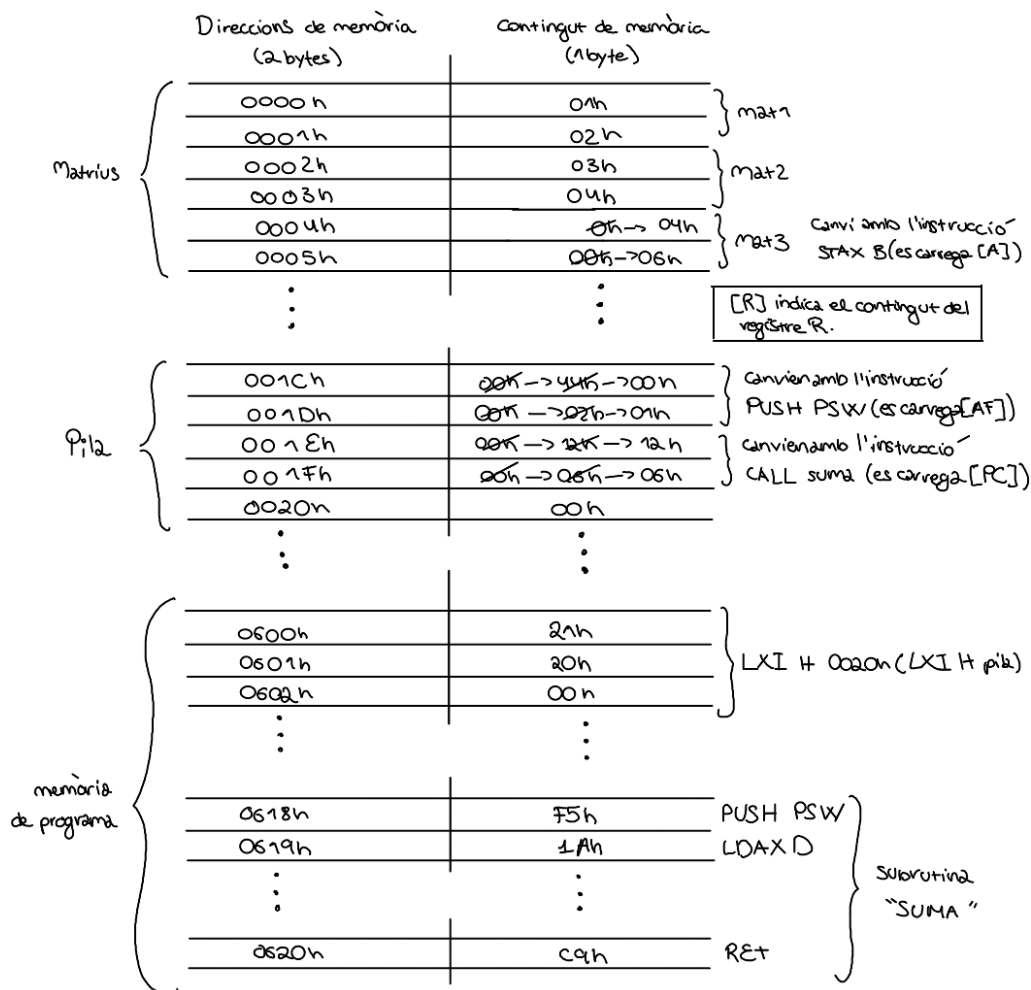 Direccions de memòria
(2 bytes)
Contingut de memòria
(1 byte)
Matrius
0000h 01h
0001h 02h
mat1
0002h 03h
0003h 04h
mat2
0004h 0h -> 04h
0005h 00h -> 06h
mat3
canvi amb l'instrucció
STAX B (es carrega [A])
[R] indica el contingut del
registre R.
Pila
001Ch 00h -> 44h -> 00h
001Dh 00h -> 02h -> 01h
canvien amb l'instrucció
PUSH PSW (es carrega [AF])
001Eh 00h -> 12h -> 12h
001Fh 00h -> 06h -> 06h
canvien amb l'instrucció
CALL suma (es carrega [PC])
0020h 00h
memòria
de programa
0600h 21h
0601h 20h
0602h 00h
LXI H 0020h (LXI H pila)
0618h F5h PUSH PSW
0619h 1Ah LDAX D
0620h C9h RET
Subrutina
"SUMA"